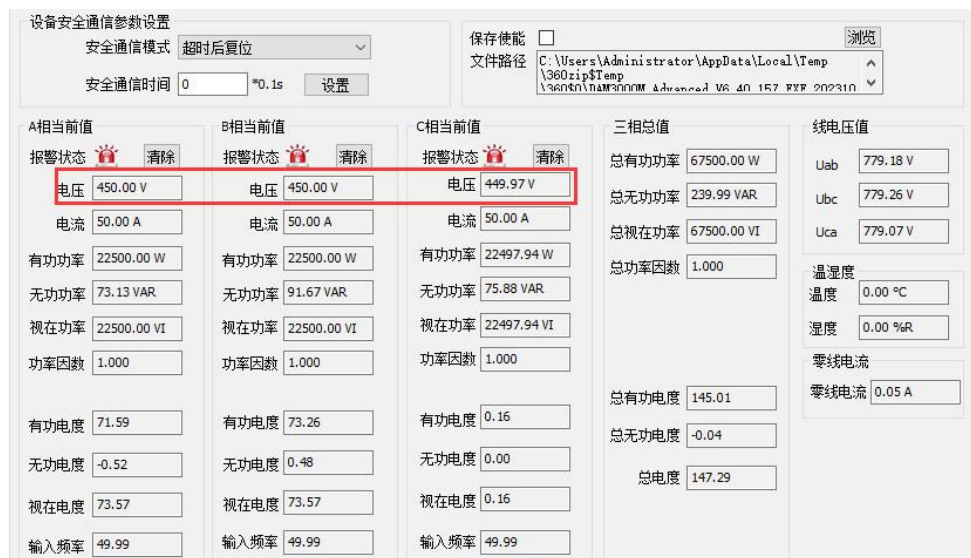 设备安全通信参数设置
安全通信模式 超时后复位
安全通信时间 0 *0.1s 设置
保存使能 浏览
文件路径 C:\Users\Administrator\AppData\Local\Temp
\360zip$Temp
\360$0\DAM3000M Advanced V6 40 157 EXE 202310
A相当前值
报警状态 清除
电压 450.00 V
电流 50.00 A
有功功率 22500.00 W
无功功率 73.13 VAR
视在功率 22500.00 VI
功率因数 1.000
有功电度 71.59
无功电度 -0.52
视在电度 73.57
输入频率 49.99
B相当前值
报警状态 清除
电压 450.00 V
电流 50.00 A
有功功率 22500.00 W
无功功率 91.67 VAR
视在功率 22500.00 VI
功率因数 1.000
有功电度 73.26
无功电度 0.48
视在电度 73.57
输入频率 49.99
C相当前值
报警状态 清除
电压 449.97 V
电流 50.00 A
有功功率 22497.94 W
无功功率 75.88 VAR
视在功率 22497.94 VI
功率因数 1.000
有功电度 0.16
无功电度 0.00
视在电度 0.16
输入频率 49.99
三相总值
总有功功率 67500.00 W
总无功功率 239.99 VAR
总视在功率 67500.00 VI
总功率因数 1.000
总有功电度 145.01
总无功电度 -0.04
总电度 147.29
线电压值
Uab 779.18 V
Ubc 779.26 V
Uca 779.07 V
温湿度
温度 0.00 ℃
湿度 0.00 %R
零线电流
零线电流 0.05 A